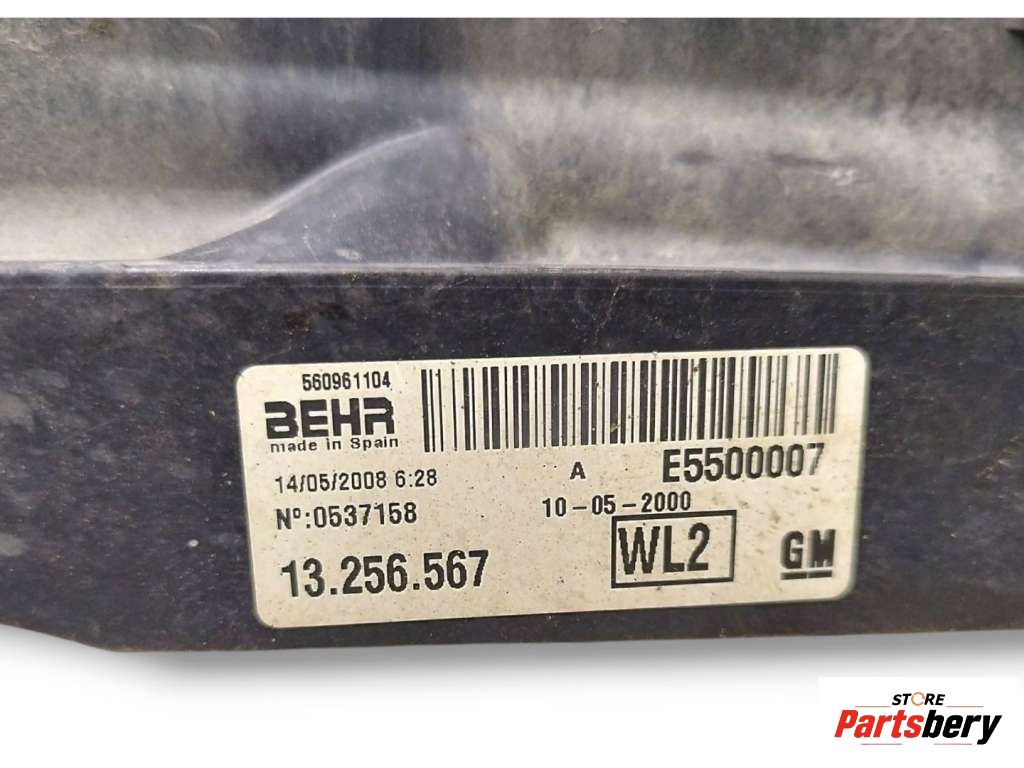 560961104
BEHR
made in Spain
14/05/2008 6:28
A
E5500007
Nº:0537158
10-05-2000
13.256.567
WL2
GM
STORE
Partsbery